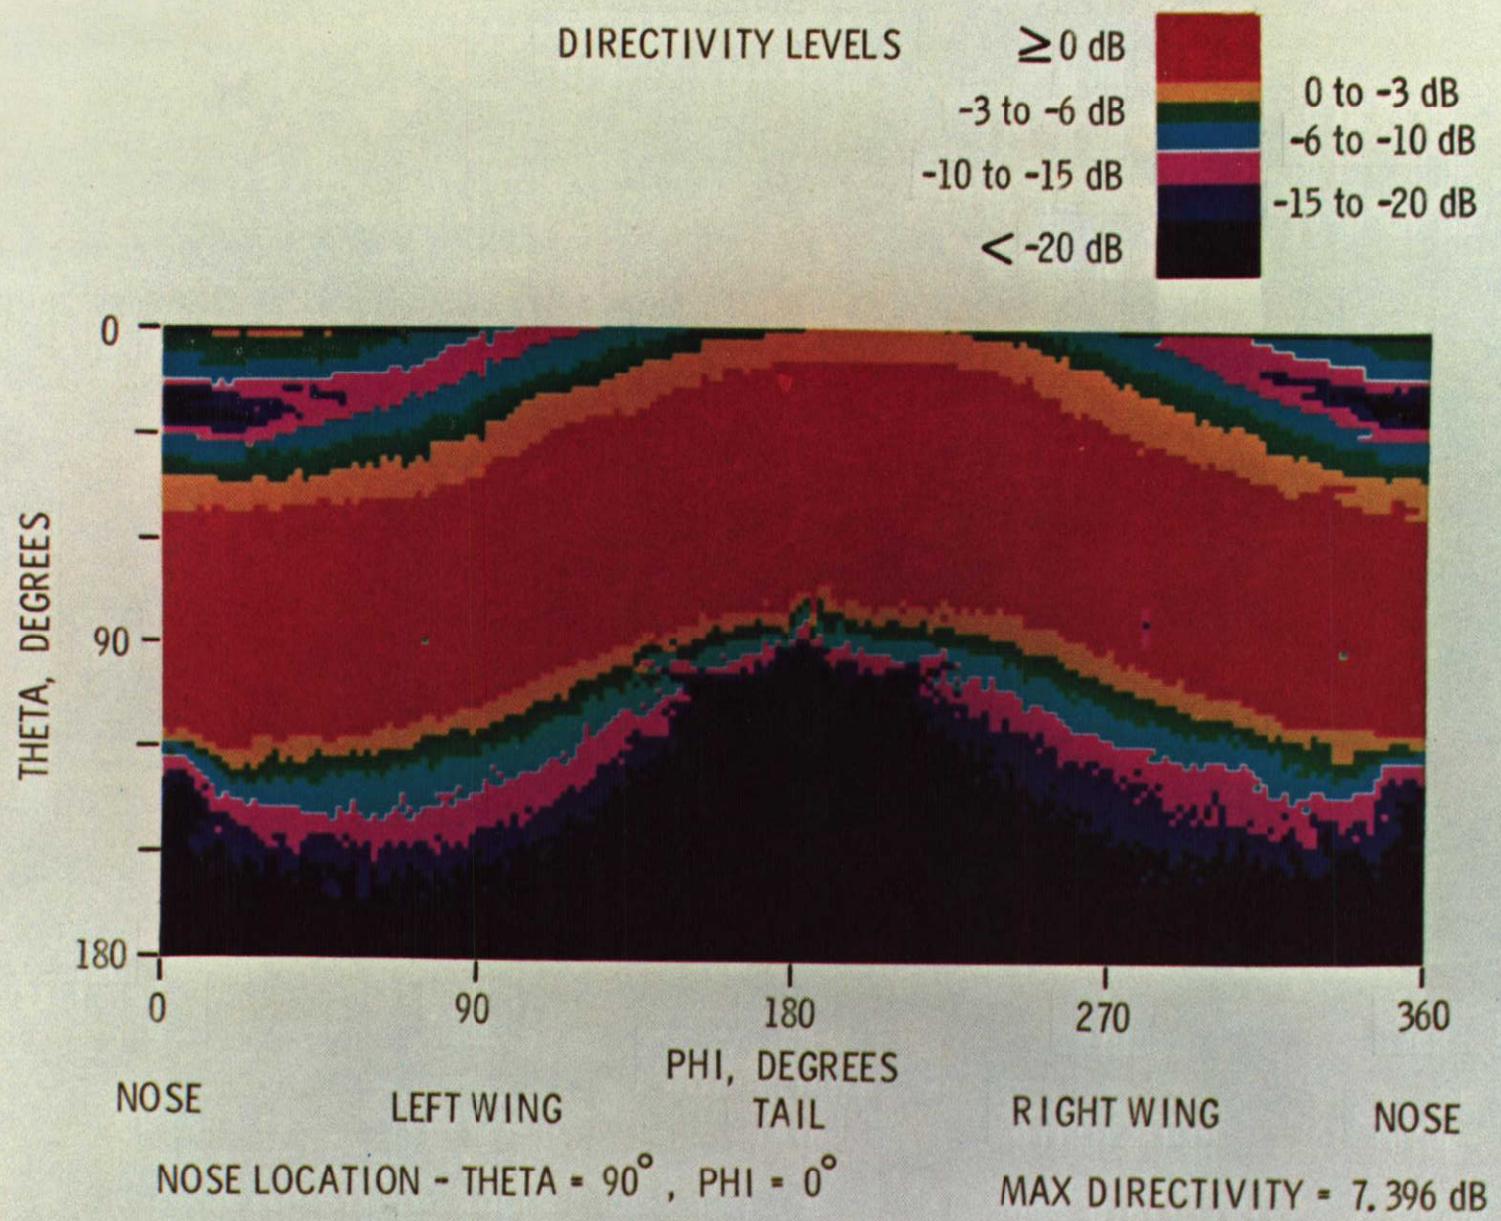 DIRECTIVITY LEVELS
≥0 dB
0 to -3 dB
-3 to -6 dB
-6 to -10 dB
-10 to -15 dB
-15 to -20 dB
< -20 dB
THETA, DEGREES
0
90
180
0 90 180 270 360
PHI, DEGREES
NOSE LEFT WING TAIL RIGHT WING NOSE
NOSE LOCATION - THETA = 90°, PHI = 0°
MAX DIRECTIVITY = 7.396 dB